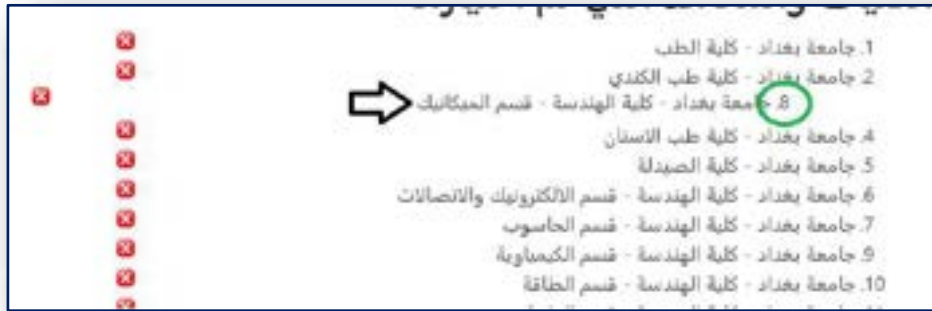 1. جامعة بغداد - كلية الطب
2. جامعة بغداد - كلية طب الكندي
8. جامعة بغداد - كلية الهندسة - قسم الميكانيك
4. جامعة بغداد - كلية طب الاسنان
5. جامعة بغداد - كلية الصيدلة
6. جامعة بغداد - كلية الهندسة - قسم الالكترونيك والاتصالات
7. جامعة بغداد - كلية الهندسة - قسم الحاسوب
9. جامعة بغداد - كلية الهندسة - قسم الكيمياوية
10. جامعة بغداد - كلية الهندسة - قسم الطاقة